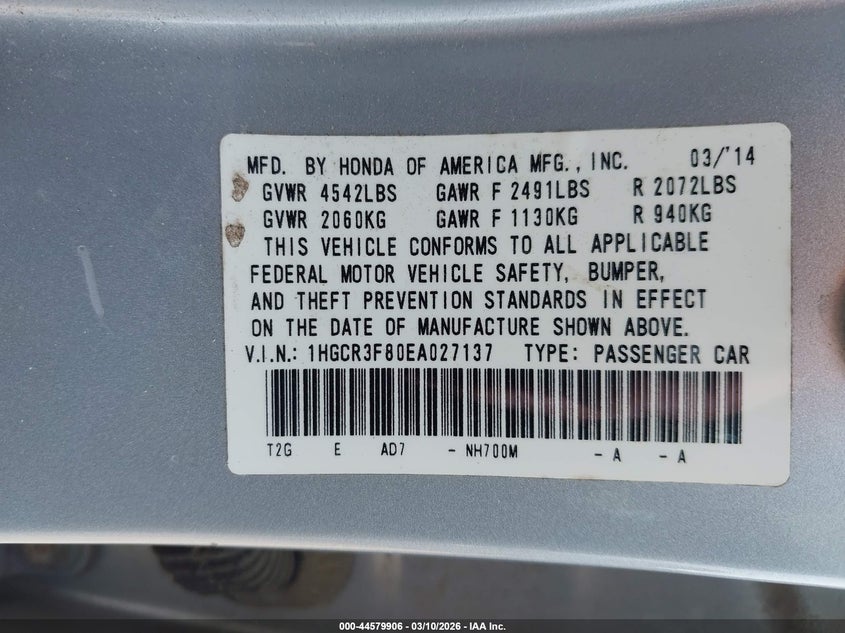 MFD. BY HONDA OF AMERICA MFG., INC. 03/'14
GVWR 4542LBS GAWR F 2491LBS R 2072LBS
GVWR 2060KG GAWR F 1130KG R 940KG
THIS VEHICLE CONFORMS TO ALL APPLICABLE
FEDERAL MOTOR VEHICLE SAFETY, BUMPER,
AND THEFT PREVENTION STANDARDS IN EFFECT
ON THE DATE OF MANUFACTURE SHOWN ABOVE.
V.I.N.: 1HGCR3F80EA027137 TYPE: PASSENGER CAR
T2G E AD7 - NH700M - A - A
000-44579906 - 03/10/2026 - IAA Inc.